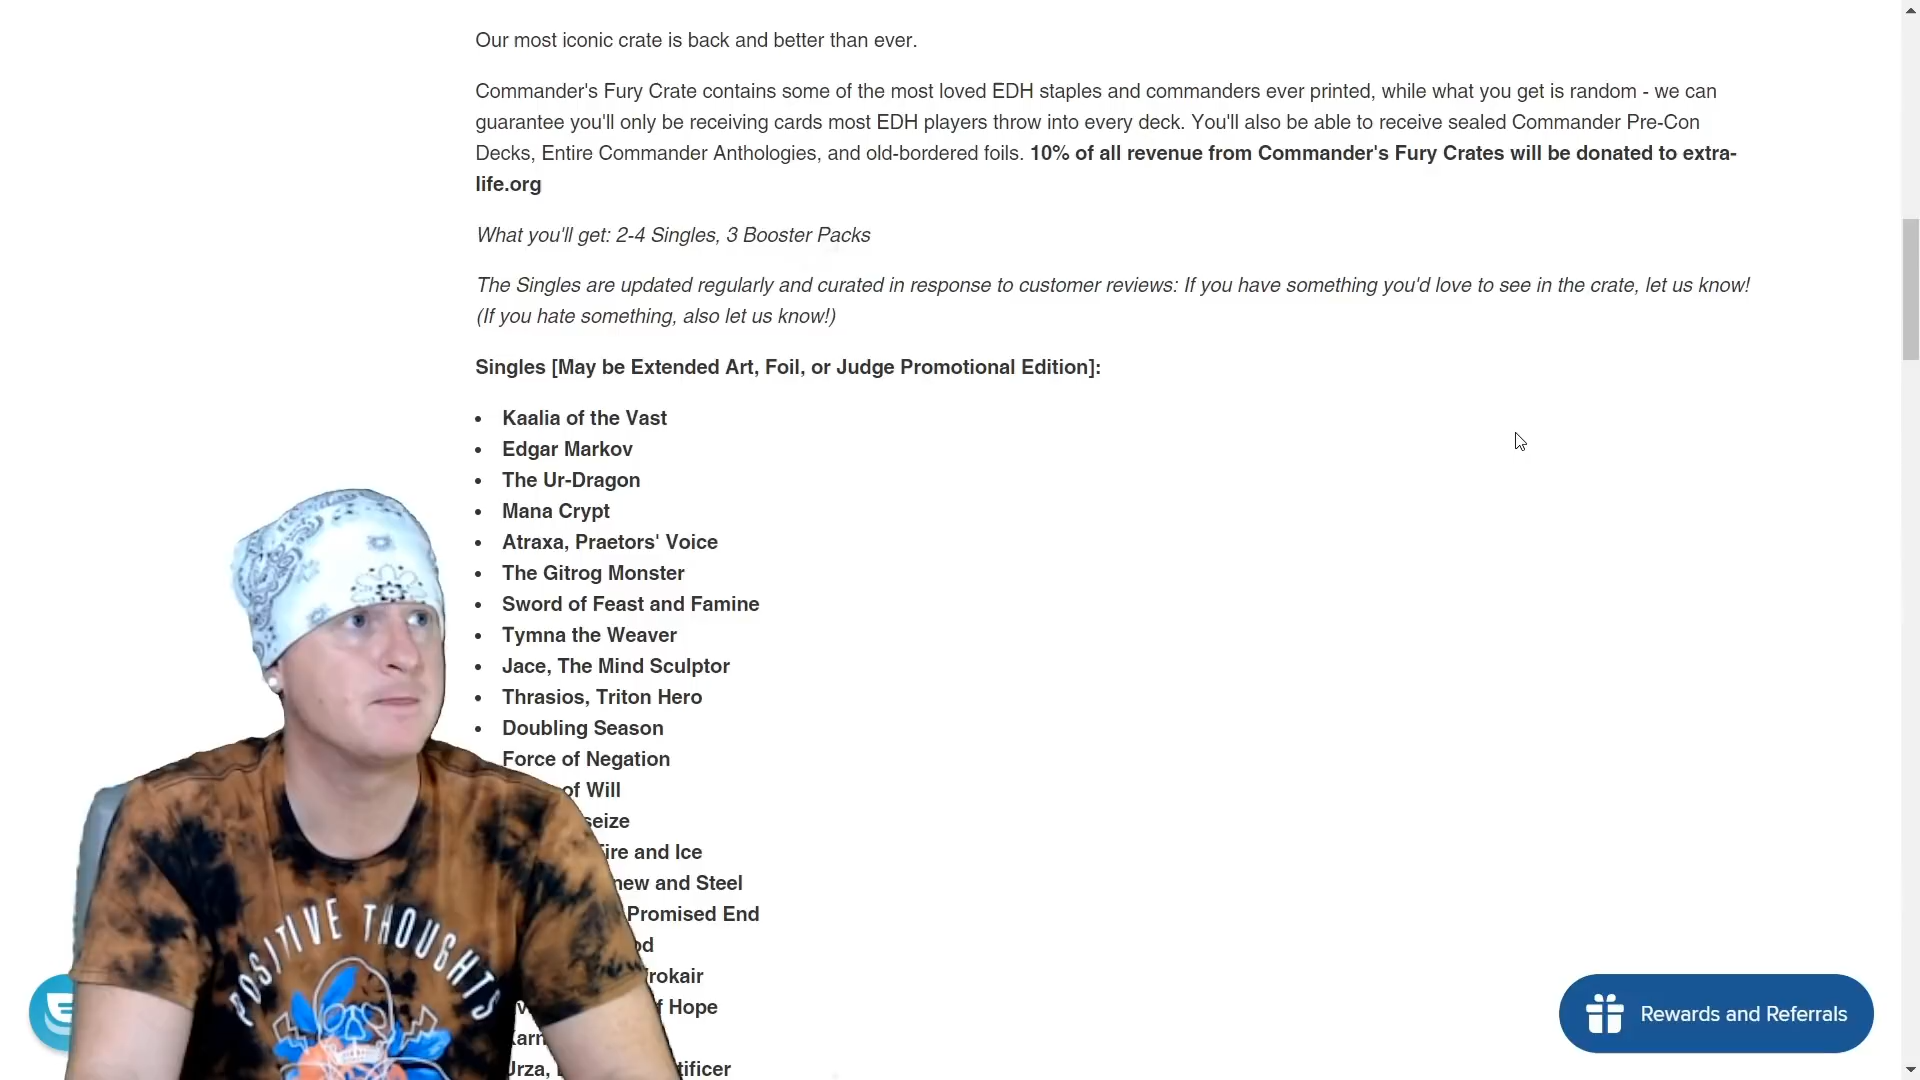 Our most iconic crate is back and better than ever.
Commander's Fury Crate contains some of the most loved EDH staples and commanders ever printed, while what you get is random - we can
guarantee you'll only be receiving cards most EDH players throw into every deck. You'll also be able to receive sealed Commander Pre-Con
Decks, Entire Commander Anthologies, and old-bordered foils. 10% of all revenue from Commander's Fury Crates will be donated to extra-
life.org
What you'll get: 2-4 Singles, 3 Booster Packs
The Singles are updated regularly and curated in response to customer reviews: If you have something you'd love to see in the crate, let us know!
(If you hate something, also let us know!)
Singles [May be Extended Art, Foil, or Judge Promotional Edition]:
• Kaalia of the Vast
• Edgar Markov
• The Ur-Dragon
• Mana Crypt
• Atraxa, Praetors' Voice
• The Gitrog Monster
• Sword of Feast and Famine
• Tymna the Weaver
• Jace, The Mind Sculptor
• Thrasios, Triton Hero
• Doubling Season
Force of Negation
of Will
seize
Fire and Ice
and Steel
Promised End
of Hope
Urza,
POSITIVE THOUGHTS
Rewards and Referrals